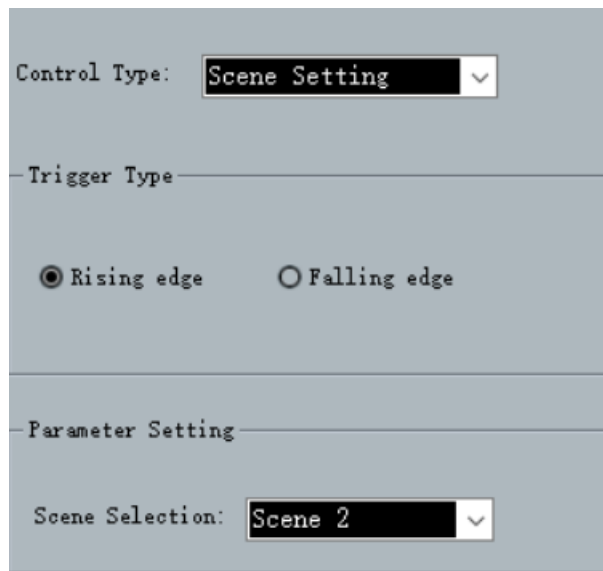 Control Type: Scene Setting
Trigger Type
Rising edge Falling edge
Parameter Setting
Scene Selection: Scene 2